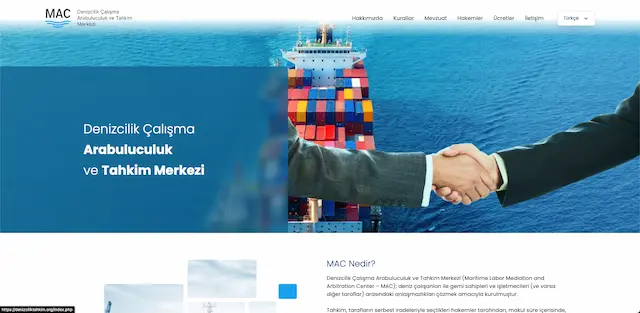 MAC
Denizcilik Çalışma
Arabuluculuk ve Tahkim
Merkezi
Hakkımızda Kurallar Mevzuat Hakemler Ücretler İletişim Türkçe
Denizcilik Çalışma
Arabuluculuk
ve Tahkim Merkezi
MAC Nedir?
Denizcilik Çalışma Arabuluculuk ve Tahkim Merkezi (Maritime Labor Mediation and
Arbitration Center – MAC); deniz çalışanları ile gemi sahipleri ve işletmecileri (ve varsa
diğer taraflar) arasındaki anlaşmazlıkları çözmek amacıyla kurulmuştur.
Tahkim, tarafların serbest iradeleriyle seçtikleri hakemler tarafından, makul süre içerisinde,
https://denizciliktahkim.org/index.php